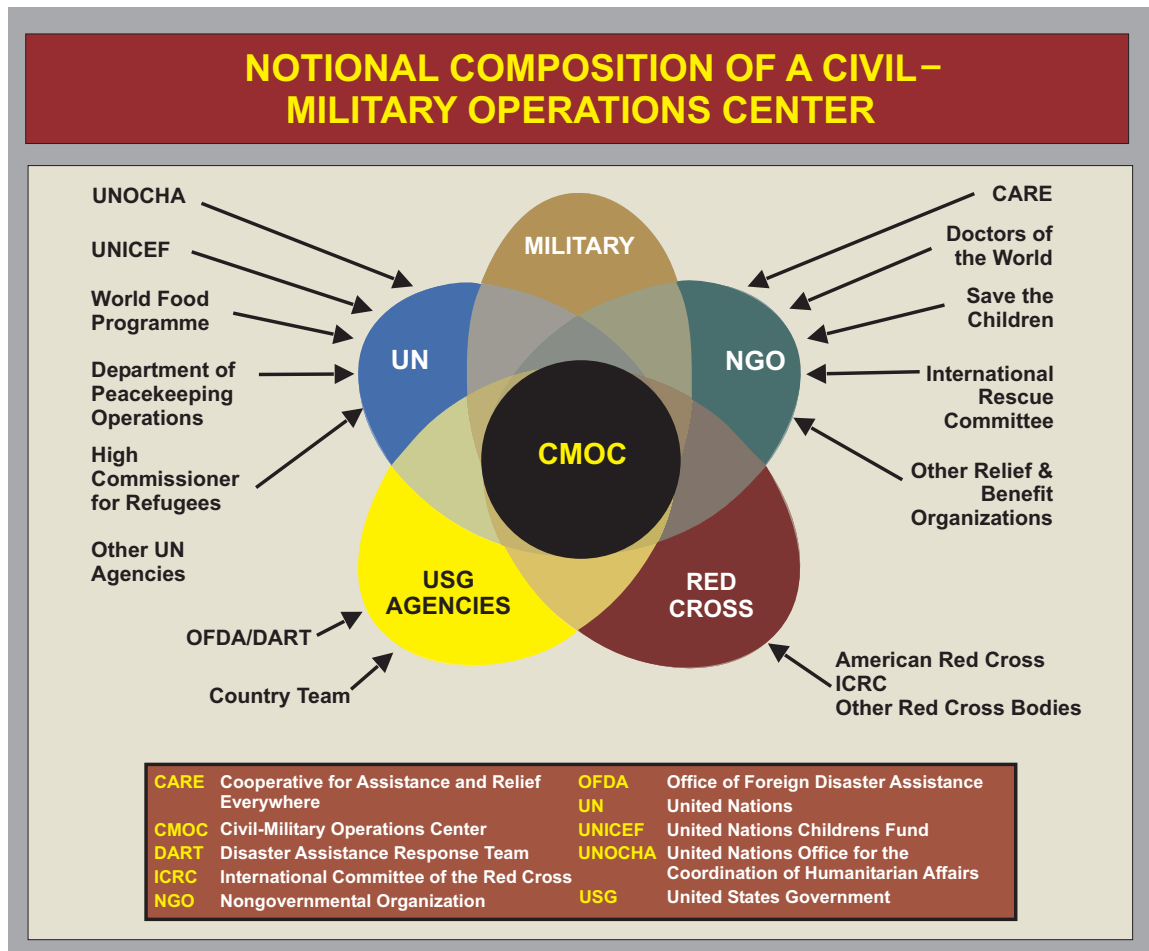 NOTIONAL COMPOSITION OF A CIVIL–
MILITARY OPERATIONS CENTER
UNOCHA
UNICEF
World Food
Programme
Department of
Peacekeeping
Operations
High
Commissioner
for Refugees
Other UN
Agencies
OFDA/DART
Country Team
MILITARY
UN
NGO
CMOC
USG
AGENCIES
RED
CROSS
CARE
Doctors of
the World
Save the
Children
International
Rescue
Committee
Other Relief &
Benefit
Organizations
American Red Cross
ICRC
Other Red Cross Bodies
CARE Cooperative for Assistance and Relief
Everywhere
CMOC Civil-Military Operations Center
DART Disaster Assistance Response Team
ICRC International Committee of the Red Cross
NGO Nongovernmental Organization
OFDA Office of Foreign Disaster Assistance
UN United Nations
UNICEF United Nations Childrens Fund
UNOCHA United Nations Office for the
Coordination of Humanitarian Affairs
USG United States Government